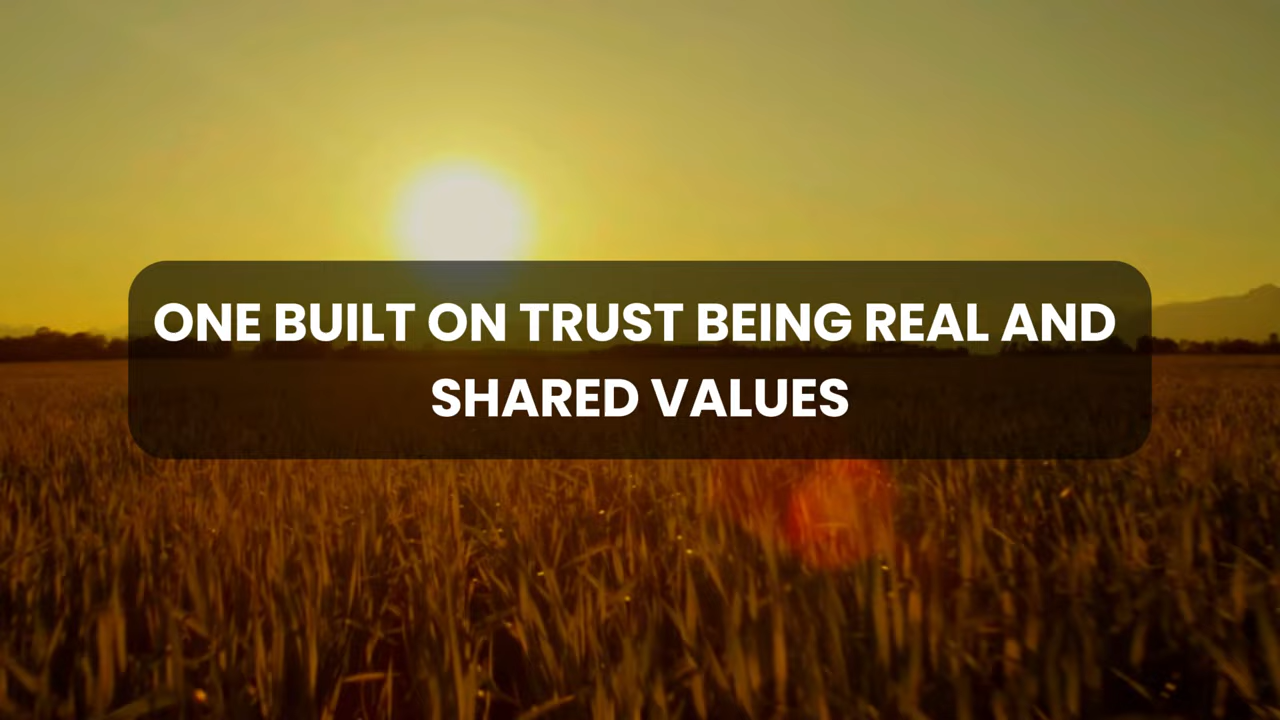 ONE BUILT ON TRUST BEING REAL AND
SHARED VALUES